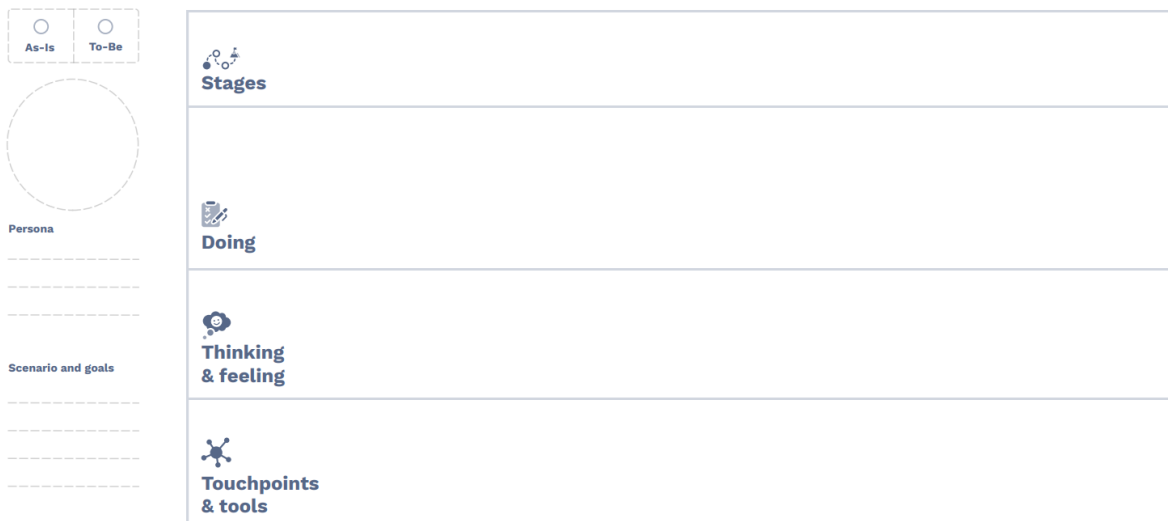 As-Is
To-Be
Persona
Scenario and goals
Stages
Doing
Thinking
& feeling
Touchpoints
& tools